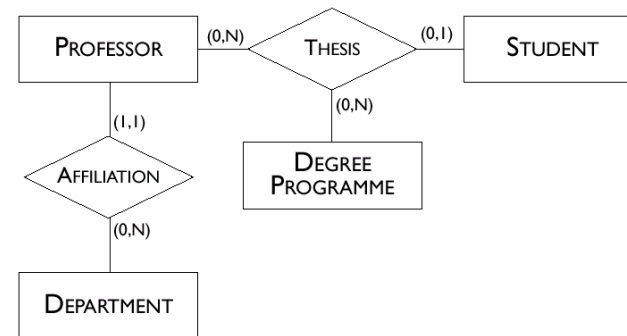 PROFESSOR (0,N) THESIS (0,1) STUDENT
(1,1) (0,N)
AFFILIATION DEGREE
PROGRAMME
(0,N)
DEPARTMENT